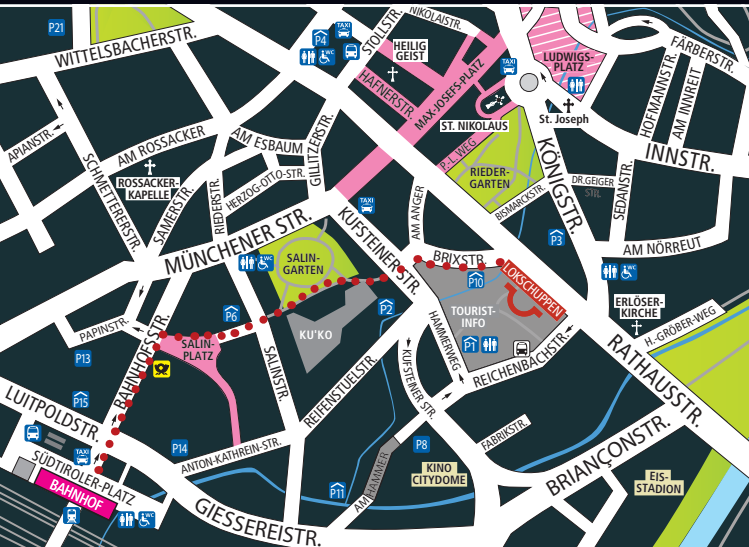 P21
WITTELSBACHERSTR.
P4
TAXI
WC
STOLLSTR.
NIKOLAISTR.
HEILIG
GEIST
HAFNERSTR.
MAX-JOSEFS-PLATZ
TAXI
LUDWIGS-
PLATZ
FÄRBERSTR.
HOFMANNSTR.
AM INNREIT
St. Joseph
ST. NIKOLAUS
INNSTR.
APIANSTR.
SCHMETTERERSTR.
AM ROSSACKER
AM ESBAUM
GILLITZERSTR.
P.-L.WEG
RIEDER-
GARTEN
KÖNIGSTR.
DR.GEIGER
STR.
SEDANSTR.
ROSSACKER-
KAPELLE
SAMERSTR.
RIEDERSTR.
HERZOG-OTTO-STR.
BISMARCKSTR.
TAXI
AM ANGER
P3
AM NÖRREUT
MÜNCHENER STR.
KUFSTEINER STR.
WC
SALIN-
GARTEN
BRIXSTR.
P10
LOKSCHUPPEN
WC
ERLÖSER-
KIRCHE
H.-GRÖBER-WEG
PAPINSTR.
P13
BAHNHOFSTR.
P6
SALIN-
PLATZ
KU'KO
P2
TOURIST-
INFO
P1
HAMMERWEG
RATHAUSSTR.
SALINSTR.
REIFENSTUELSTR.
KUFSTEINER STR.
REICHENBACHSTR.
LUITPOLDSTR.
P15
P14
ANTON-KATHREIN-STR.
P8
FABRIKSTR.
BRIANÇONSTR.
TAXI
SÜDTIROLER-PLATZ
BAHNHOF
WC
GIESSEREISTR.
P11
AM HAMMER
KINO
CITYDOME
EIS-
STADION